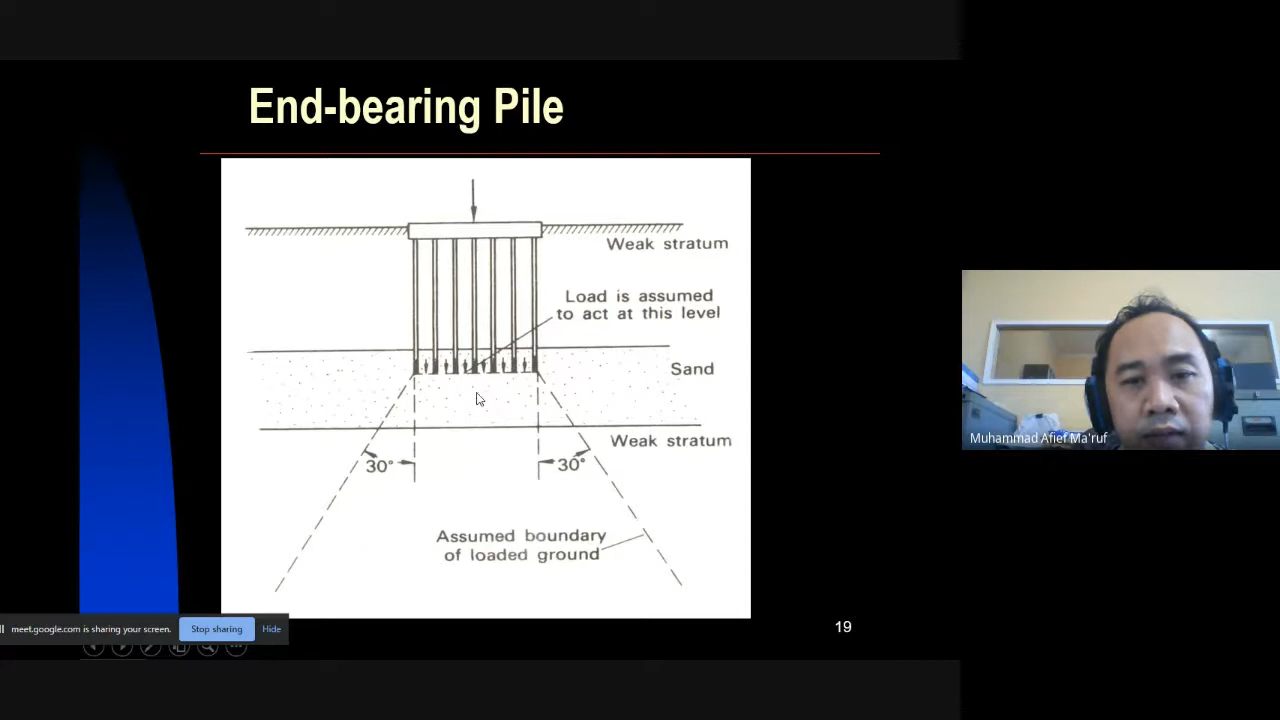 End-bearing Pile
Weak stratum
Load is assumed
to act at this level
Sand
Weak stratum
30°
30°
Assumed boundary
of loaded ground
Muhammad Afief Ma'ruf
meet.google.com is sharing your screen.
Stop sharing
Hide
19